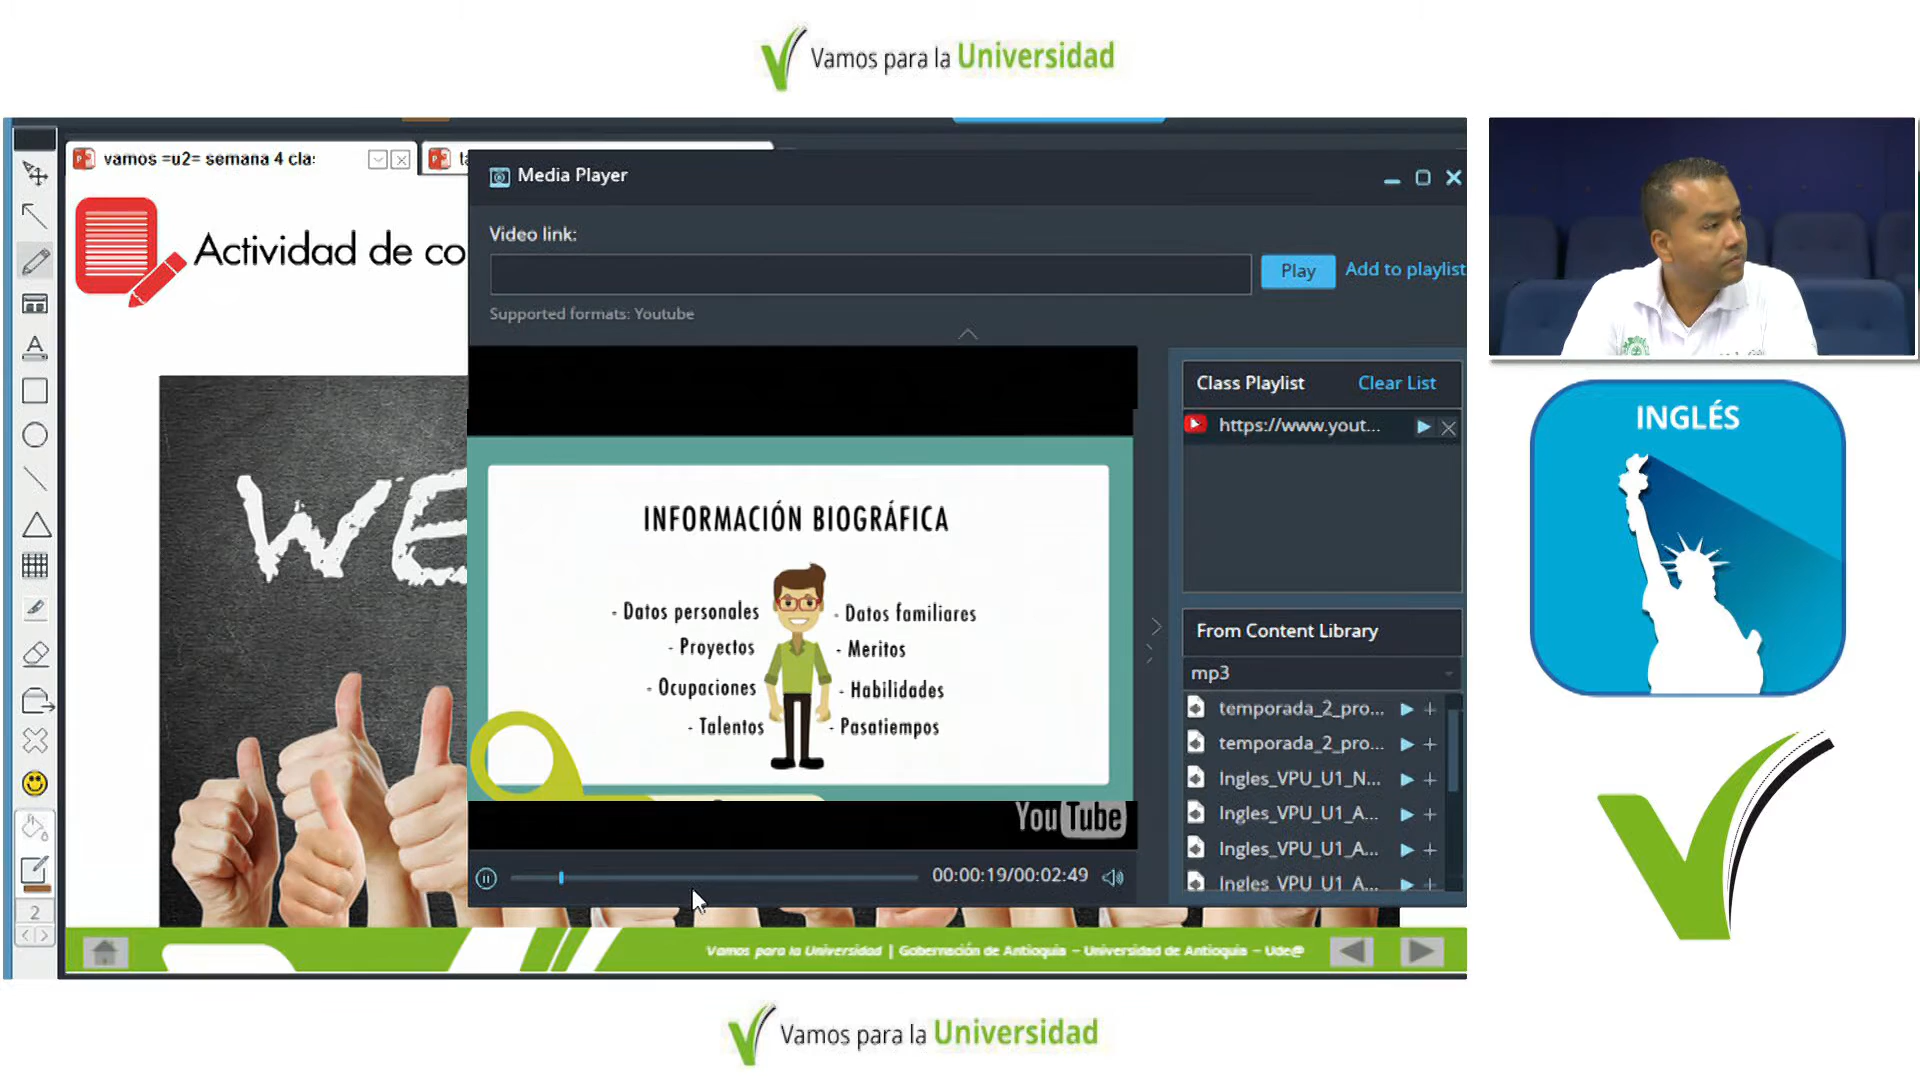 Vamos para la Universidad
vamos =u2= semana 4 cla:
Media Player
Actividad de co
Video link:
Play
Add to playlist
Supported formats: Youtube
WE
Class Playlist
Clear List
https://www.yout...
INFORMACIÓN BIOGRÁFICA
- Datos personales
- Datos familiares
- Proyectos
- Meritos
- Ocupaciones
- Habilidades
- Talentos
- Pasatiempos
YouTube
00:00:19/00:02:49
From Content Library
mp3
temporada_2_pro...
temporada_2_pro...
Ingles_VPU_U1_N...
Ingles_VPU_U1_A...
Ingles_VPU_U1_A...
Ingles_VPU_U1_A...
2
INGLÉS
Vamos para la Universidad | Gobernación de Antioquia – Universidad de Antioquia – Ude@
Vamos para la Universidad